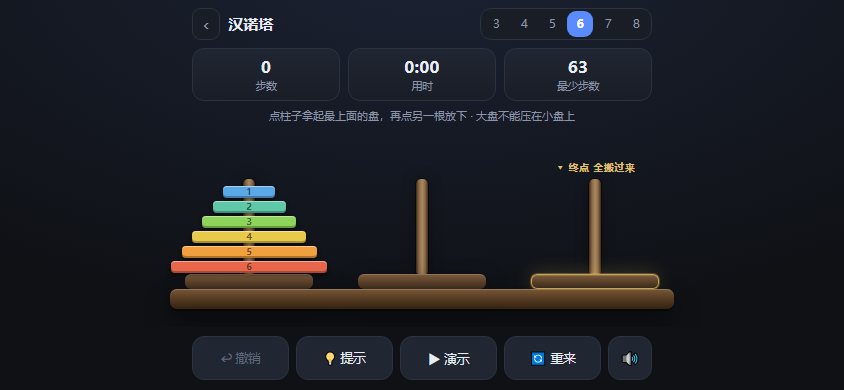 ‹ 汉诺塔 3 4 5 6 7 8
0 0:00 63
步数 用时 最少步数
点柱子拿起最上面的盘，再点另一根放下 · 大盘不能压在小盘上
▼ 终点 全搬过来
1
2
3
4
5
6
↩ 撤销 💡 提示 ▶ 演示 🔄 重来 🔊